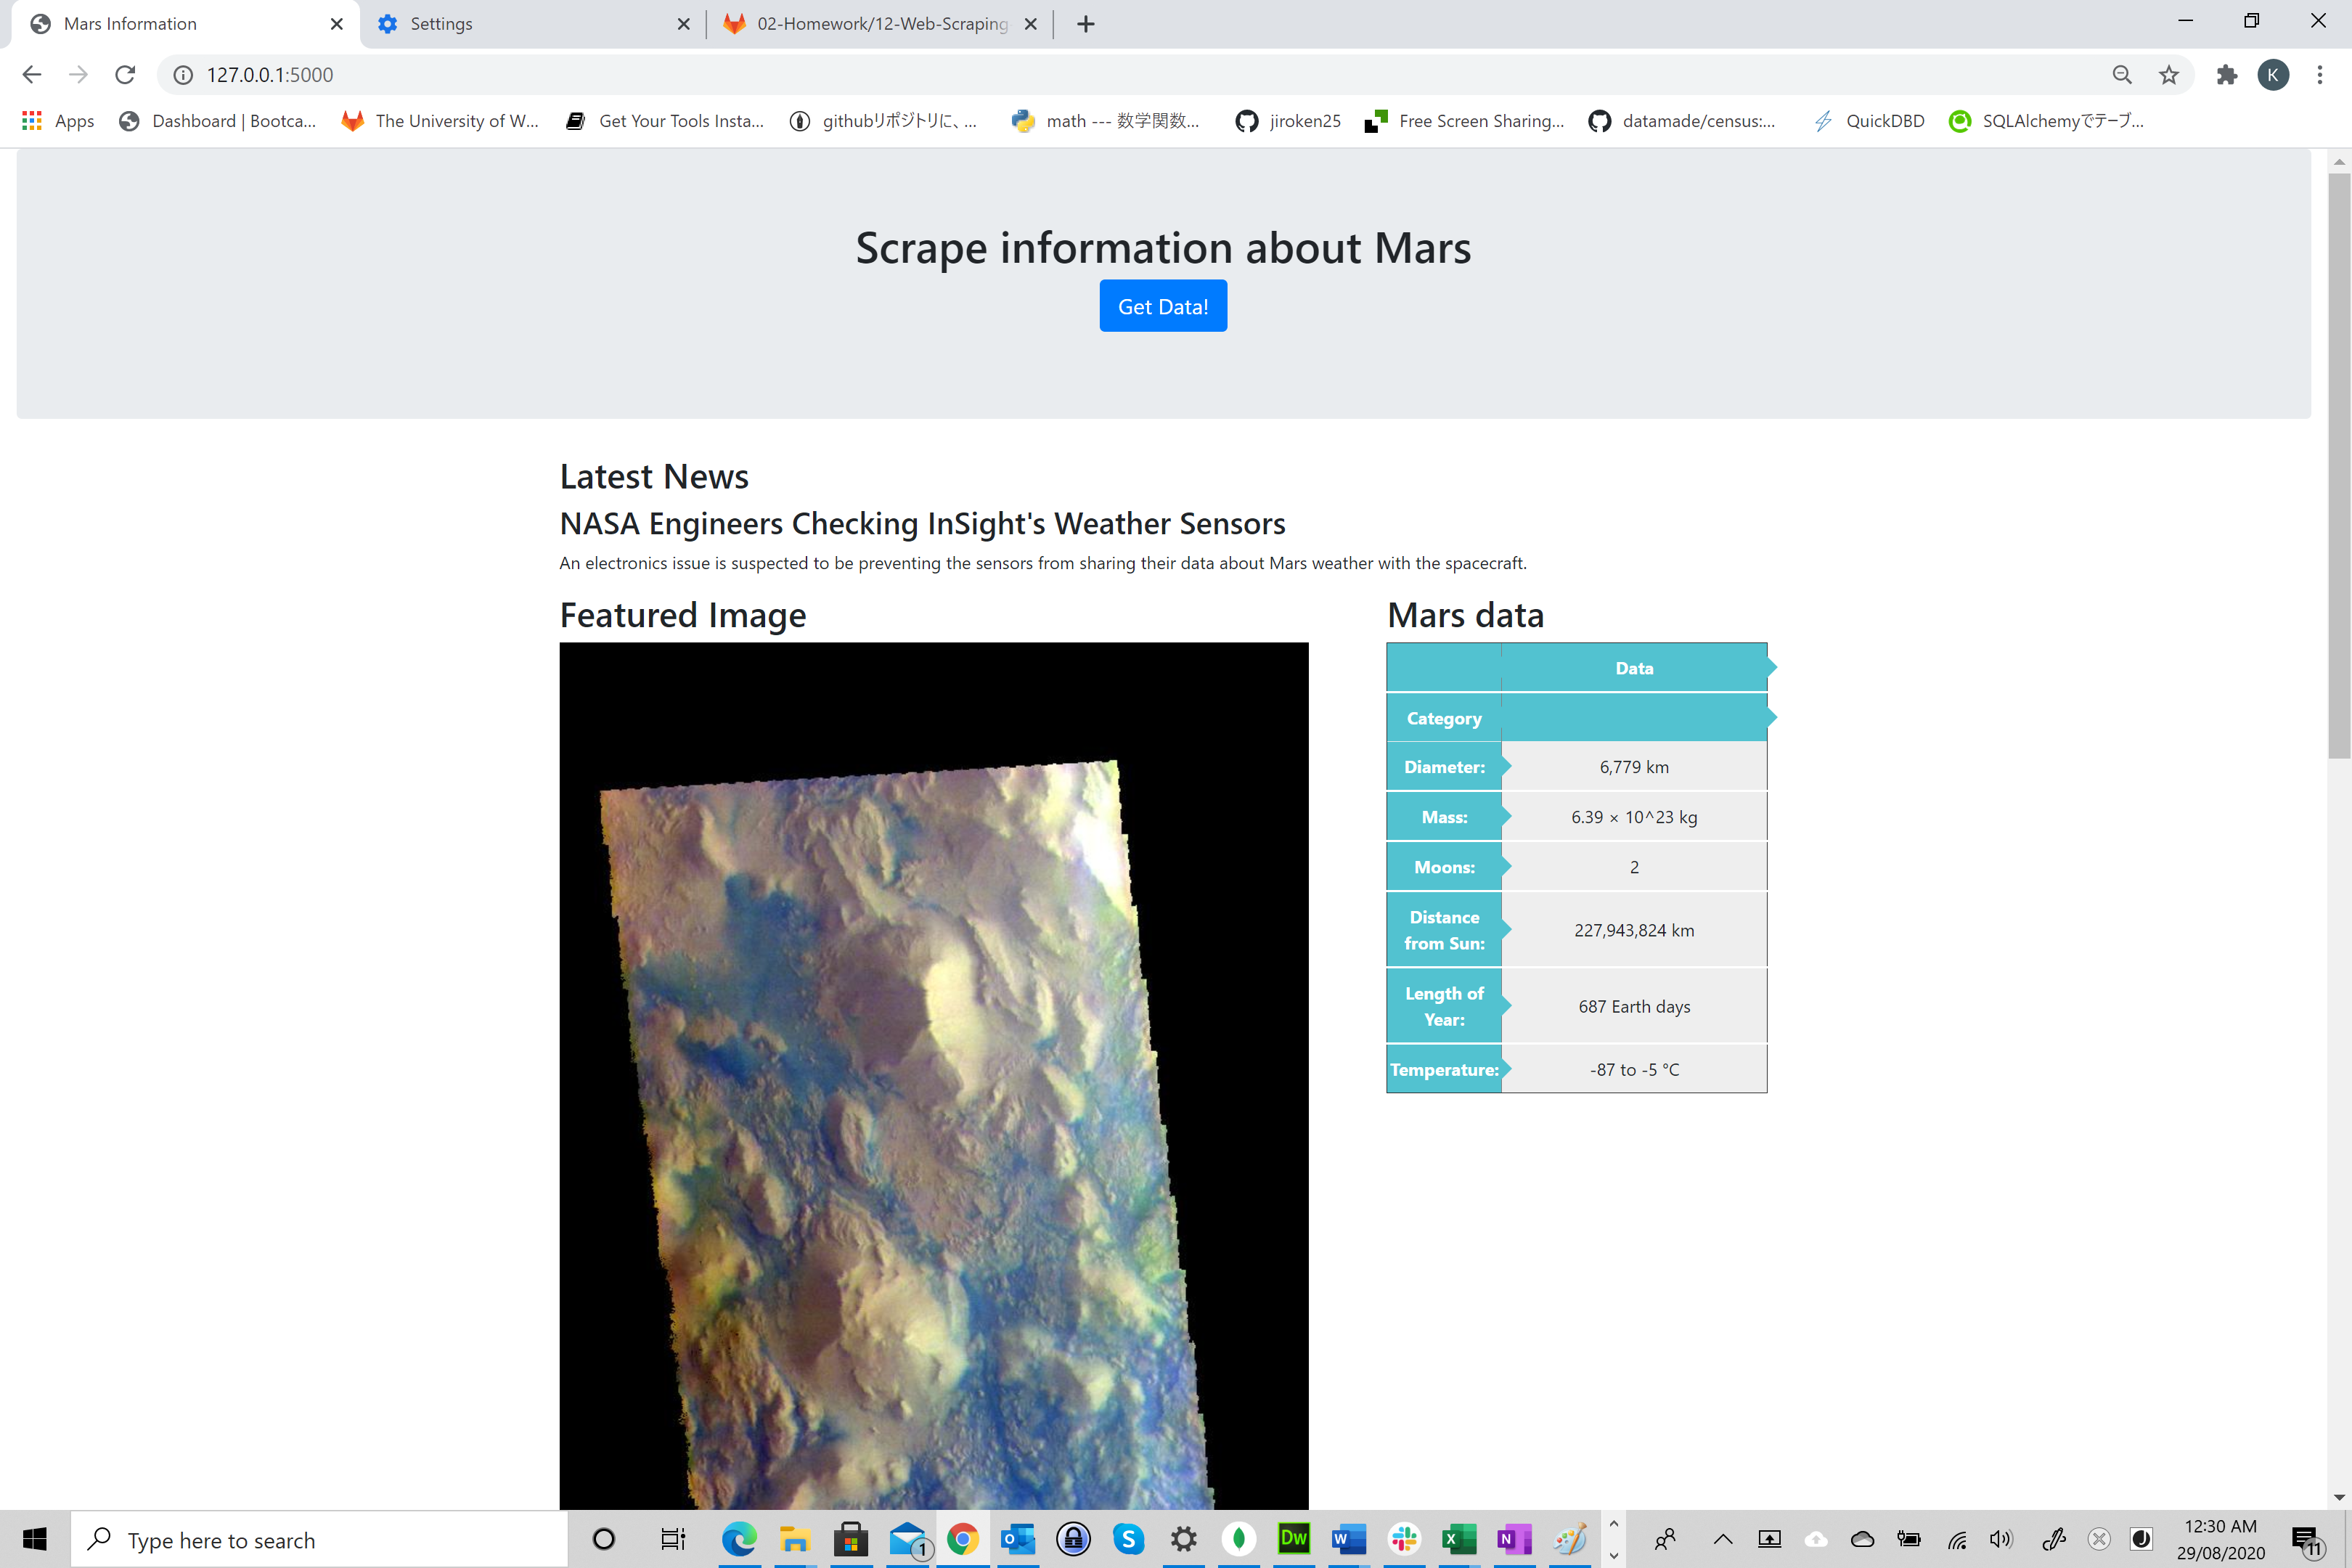 Mars Information
Settings
02-Homework/12-Web-Scraping
127.0.0.1:5000
K
Apps
Dashboard | Bootca...
The University of W...
Get Your Tools Insta...
githubリポジトリに、...
math --- 数学関数...
jiroken25
Free Screen Sharing...
datamade/census:...
QuickDBD
SQLAlchemyでテーブ...
Scrape information about Mars
Get Data!
Latest News
NASA Engineers Checking InSight's Weather Sensors
An electronics issue is suspected to be preventing the sensors from sharing their data about Mars weather with the spacecraft.
Featured Image
Mars data
Data
Category
Diameter: 6,779 km
Mass: 6.39 × 10^23 kg
Moons: 2
Distance from Sun: 227,943,824 km
Length of Year: 687 Earth days
Temperature: -87 to -5 °C
Type here to search
1
O
S
Dw
W
X
N
12:30 AM
29/08/2020
11